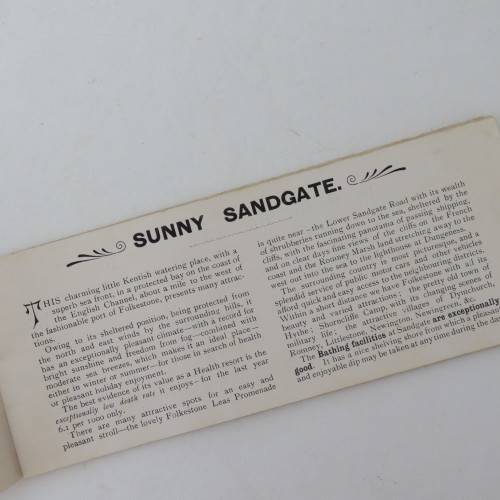 SUNNY SANDGATE.
THIS charming little Kentish watering place, with a
superb sea front, in a protected bay on the coast of
the English Channel, about a mile to the west of
the fashionable port of Folkestone, presents many attrac-
tions.
Owing to its sheltered position, being protected from
the north and east winds by the surrounding hills, it
has an exceptionally pleasant climate—with a record for
bright sunshine and freedom from fog—combined with
moderate sea breezes, which makes it an ideal place—
either in winter or summer—for those in search of health
or pleasant holiday enjoyment.
The best evidence of its value as a Health resort is the
exceptionally low death rate it enjoys—for the last year
6.1 per 1000 only.
There are many attractive spots for an easy and
pleasant stroll—the lovely Folkestone Leas Promenade
is quite near—the Lower Sandgate Road with its wealth
of shrubberies running down to the sea, sheltered by the
cliffs, with the fascinating panorama of passing shipping,
and on clear days fine views of the cliffs on the French
coast and the Romney Marsh land stretching away to the
west out into the sea to the lighthouse at Dungeness.
The surrounding country is most picturesque, and a
splendid service of public motor cars and other vehicles
afford quick and easy access to the neighbouring districts.
Within a short distance we have Folkestone with all its
beauty and varied attractions; the pretty old town of
Hythe; Shorncliffe Camp, with its changing scenes of
military life; the attractive villages of Dymchurch,
Romney, Littlestone, Newington, Newingreen, &c.
The Bathing facilities at Sandgate are exceptionally
good. It has a nice shelving shore from which a pleasant
and enjoyable dip may be taken at any time during the